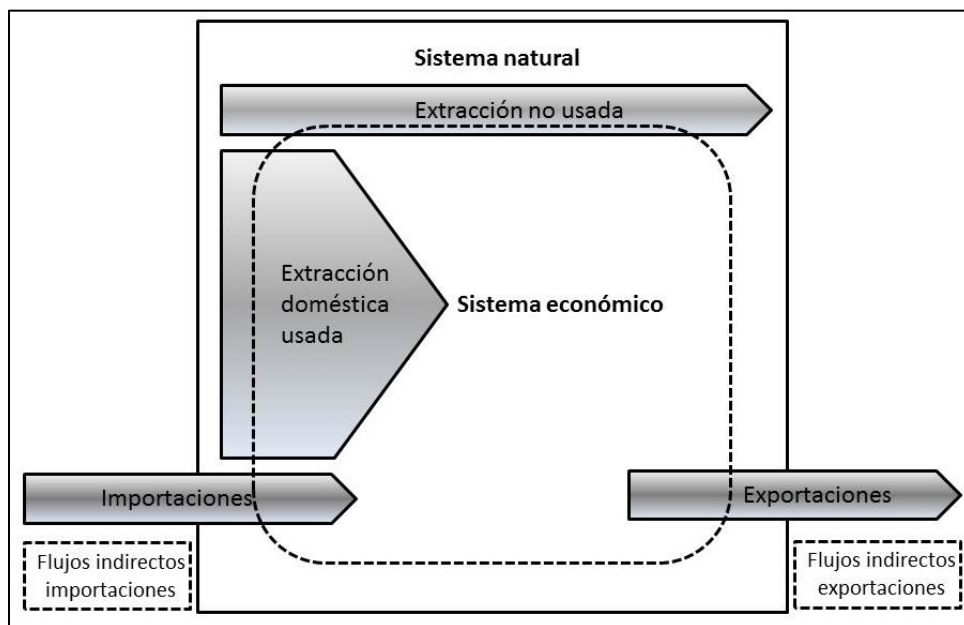 Sistema natural
Extracción no usada
Extracción
doméstica
usada
Sistema económico
Importaciones
Exportaciones
Flujos indirectos
importaciones
Flujos indirectos
exportaciones